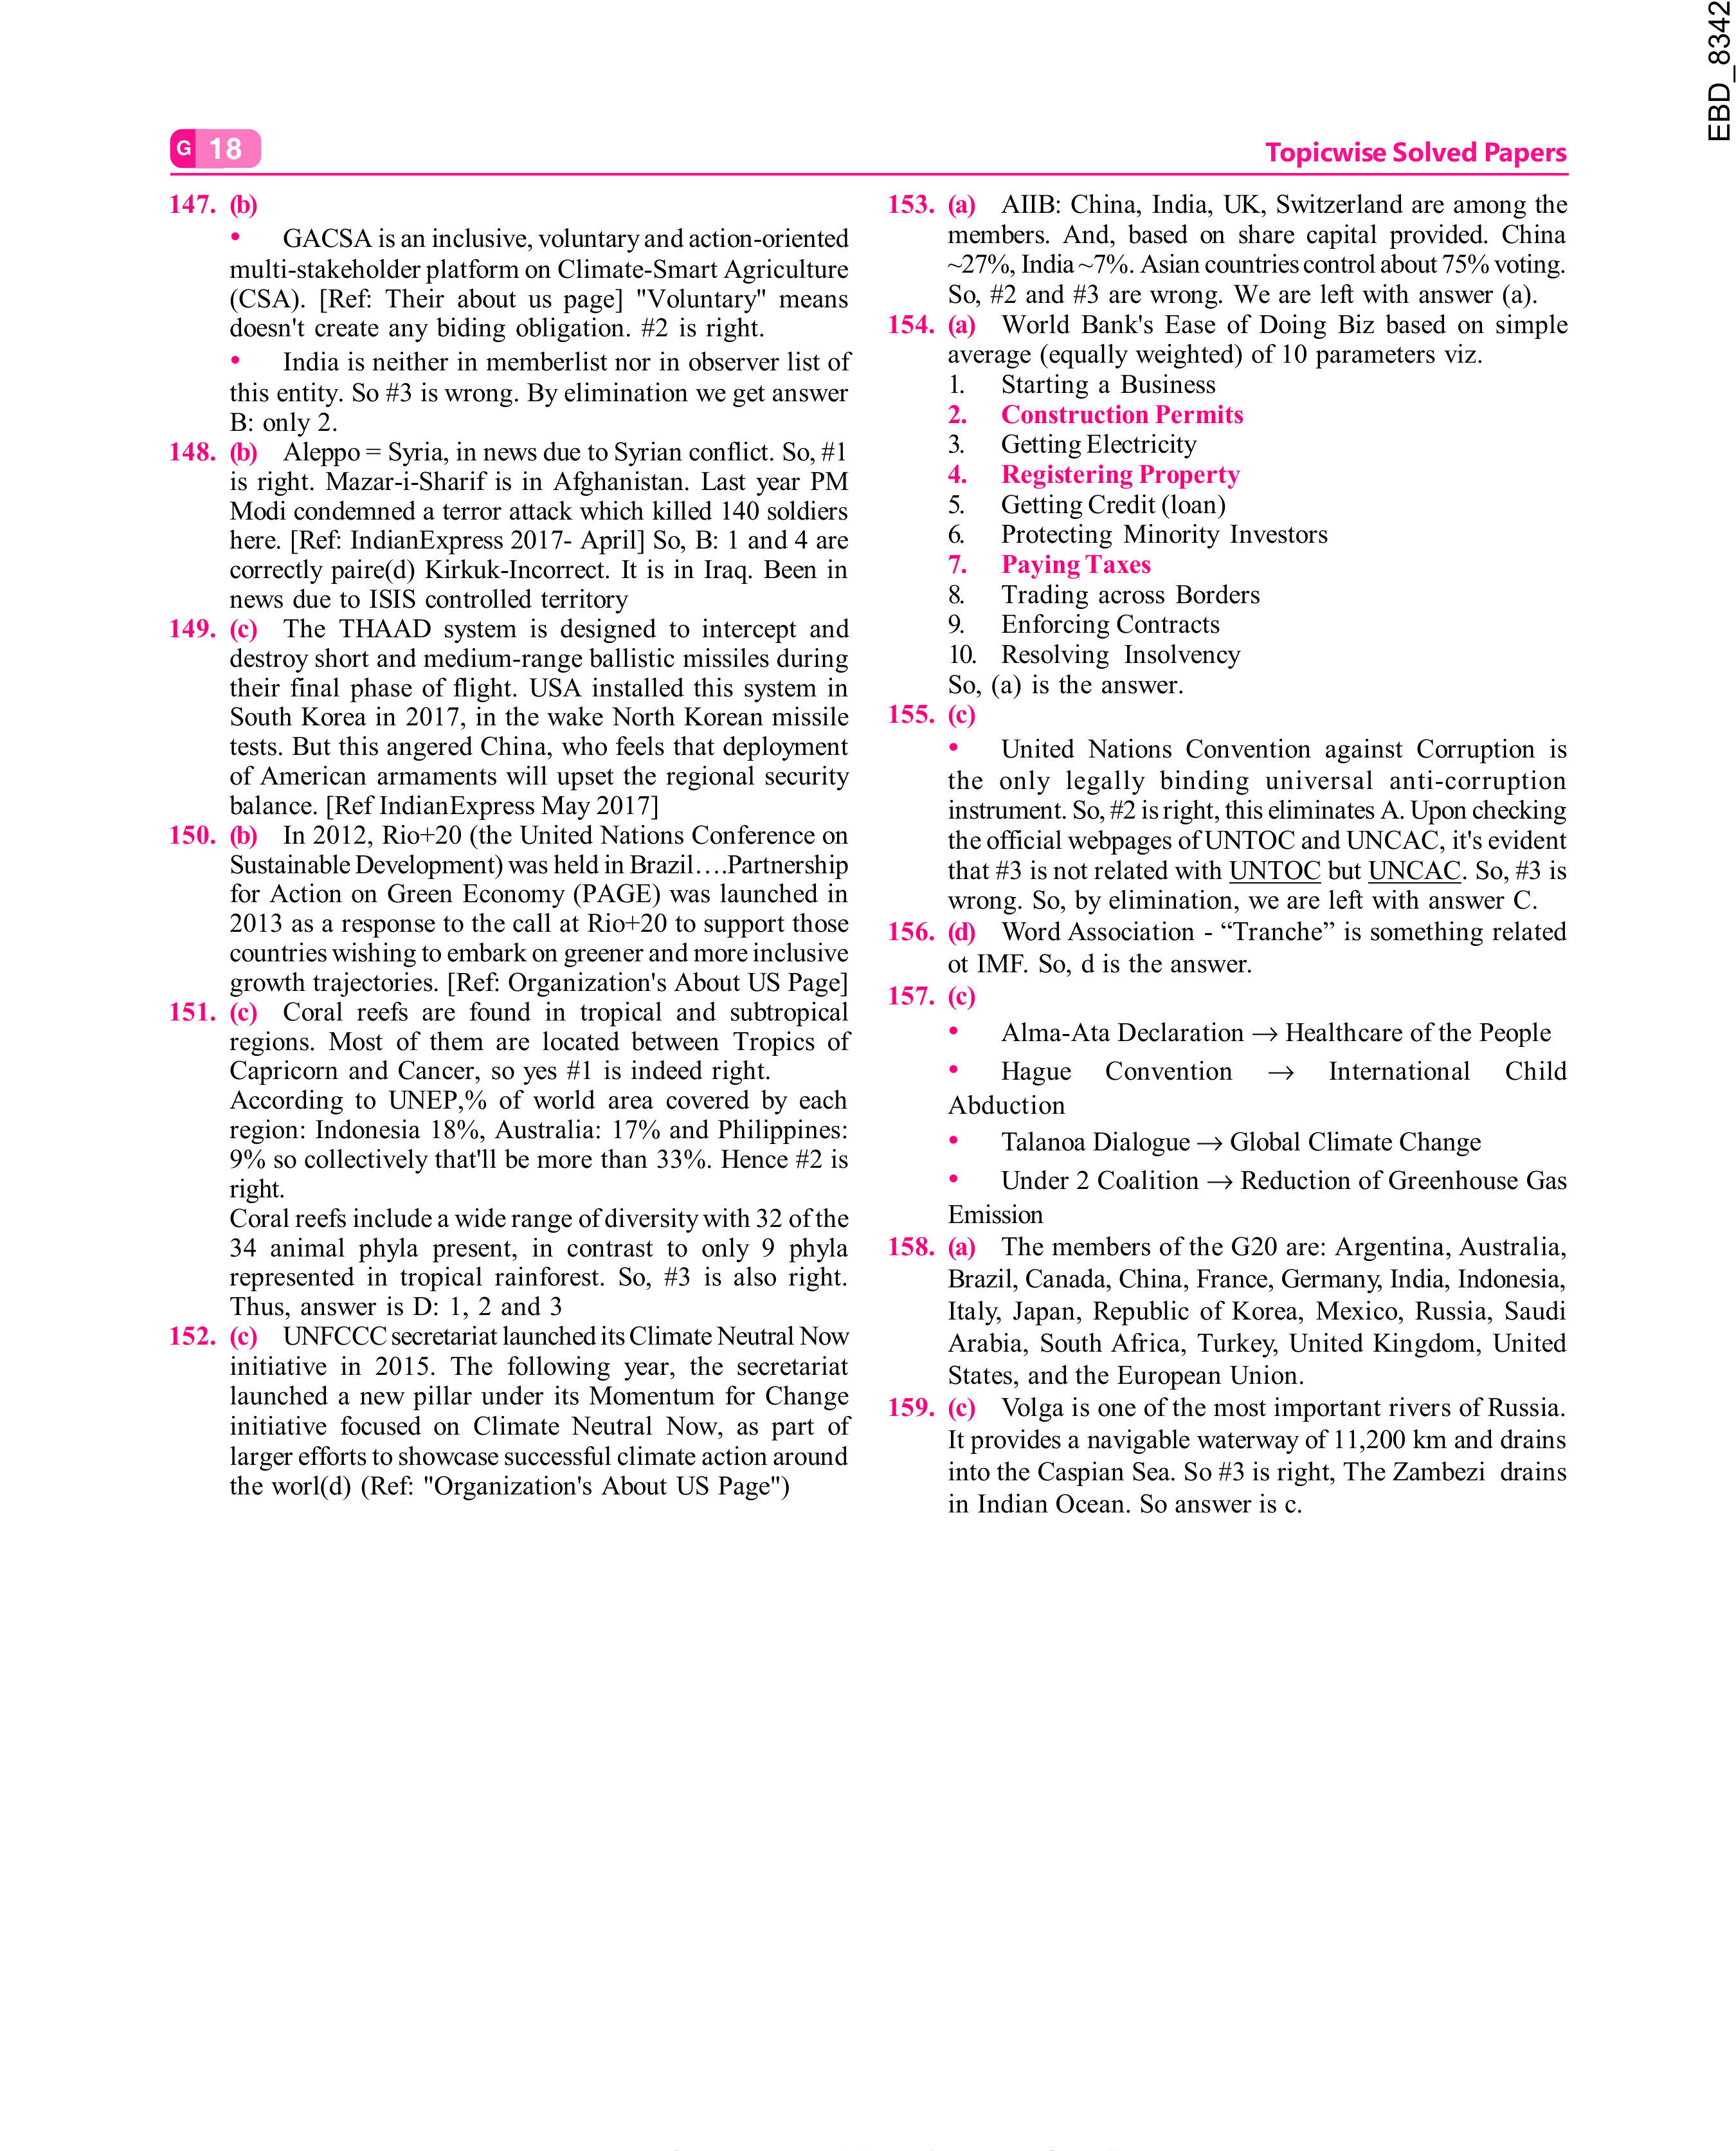 EBD_8342
G 18
Topicwise Solved Papers
147. (b)
• GACSA is an inclusive, voluntary and action-oriented
multi-stakeholder platform on Climate-Smart Agriculture
(CSA). [Ref: Their about us page] "Voluntary" means
doesn't create any biding obligation. #2 is right.
• India is neither in memberlist nor in observer list of
this entity. So #3 is wrong. By elimination we get answer
B: only 2.
148. (b) Aleppo = Syria, in news due to Syrian conflict. So, #1
is right. Mazar-i-Sharif is in Afghanistan. Last year PM
Modi condemned a terror attack which killed 140 soldiers
here. [Ref: IndianExpress 2017- April] So, B: 1 and 4 are
correctly paire(d) Kirkuk-Incorrect. It is in Iraq. Been in
news due to ISIS controlled territory
149. (c) The THAAD system is designed to intercept and
destroy short and medium-range ballistic missiles during
their final phase of flight. USA installed this system in
South Korea in 2017, in the wake North Korean missile
tests. But this angered China, who feels that deployment
of American armaments will upset the regional security
balance. [Ref IndianExpress May 2017]
150. (b) In 2012, Rio+20 (the United Nations Conference on
Sustainable Development) was held in Brazil….Partnership
for Action on Green Economy (PAGE) was launched in
2013 as a response to the call at Rio+20 to support those
countries wishing to embark on greener and more inclusive
growth trajectories. [Ref: Organization's About US Page]
151. (c) Coral reefs are found in tropical and subtropical
regions. Most of them are located between Tropics of
Capricorn and Cancer, so yes #1 is indeed right.
According to UNEP,% of world area covered by each
region: Indonesia 18%, Australia: 17% and Philippines:
9% so collectively that'll be more than 33%. Hence #2 is
right.
Coral reefs include a wide range of diversity with 32 of the
34 animal phyla present, in contrast to only 9 phyla
represented in tropical rainforest. So, #3 is also right.
Thus, answer is D: 1, 2 and 3
152. (c) UNFCCC secretariat launched its Climate Neutral Now
initiative in 2015. The following year, the secretariat
launched a new pillar under its Momentum for Change
initiative focused on Climate Neutral Now, as part of
larger efforts to showcase successful climate action around
the worl(d) (Ref: "Organization's About US Page")
153. (a) AIIB: China, India, UK, Switzerland are among the
members. And, based on share capital provided. China
~27%, India ~7%. Asian countries control about 75% voting.
So, #2 and #3 are wrong. We are left with answer (a).
154. (a) World Bank's Ease of Doing Biz based on simple
average (equally weighted) of 10 parameters viz.
1. Starting a Business
2. Construction Permits
3. Getting Electricity
4. Registering Property
5. Getting Credit (loan)
6. Protecting Minority Investors
7. Paying Taxes
8. Trading across Borders
9. Enforcing Contracts
10. Resolving Insolvency
So, (a) is the answer.
155. (c)
• United Nations Convention against Corruption is
the only legally binding universal anti-corruption
instrument. So, #2 is right, this eliminates A. Upon checking
the official webpages of UNTOC and UNCAC, it's evident
that #3 is not related with UNTOC but UNCAC. So, #3 is
wrong. So, by elimination, we are left with answer C.
156. (d) Word Association - “Tranche” is something related
ot IMF. So, d is the answer.
157. (c)
• Alma-Ata Declaration → Healthcare of the People
• Hague Convention → International Child
Abduction
• Talanoa Dialogue → Global Climate Change
• Under 2 Coalition → Reduction of Greenhouse Gas
Emission
158. (a) The members of the G20 are: Argentina, Australia,
Brazil, Canada, China, France, Germany, India, Indonesia,
Italy, Japan, Republic of Korea, Mexico, Russia, Saudi
Arabia, South Africa, Turkey, United Kingdom, United
States, and the European Union.
159. (c) Volga is one of the most important rivers of Russia.
It provides a navigable waterway of 11,200 km and drains
into the Caspian Sea. So #3 is right, The Zambezi drains
in Indian Ocean. So answer is c.